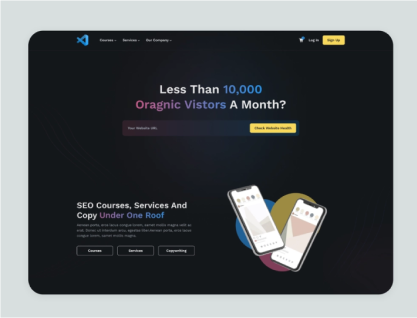 Courses
Services
Our Company
Log In
Sign Up
Less Than 10,000
Oragnic Vistors A Month?
Your Website URL
Check Website Health
SEO Courses, Services And
Copy Under One Roof
Courses
Services
Copywriting